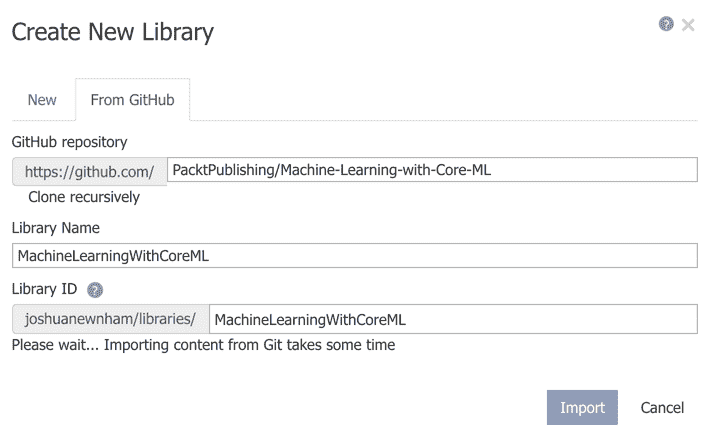 Create New Library
New
From GitHub
GitHub repository
https://github.com/ PacktPublishing/Machine-Learning-with-Core-ML
Clone recursively
Library Name
MachineLearningWithCoreML
Library ID ?
joshuanewnham/libraries/ MachineLearningWithCoreML
Please wait... Importing content from Git takes some time
Import Cancel